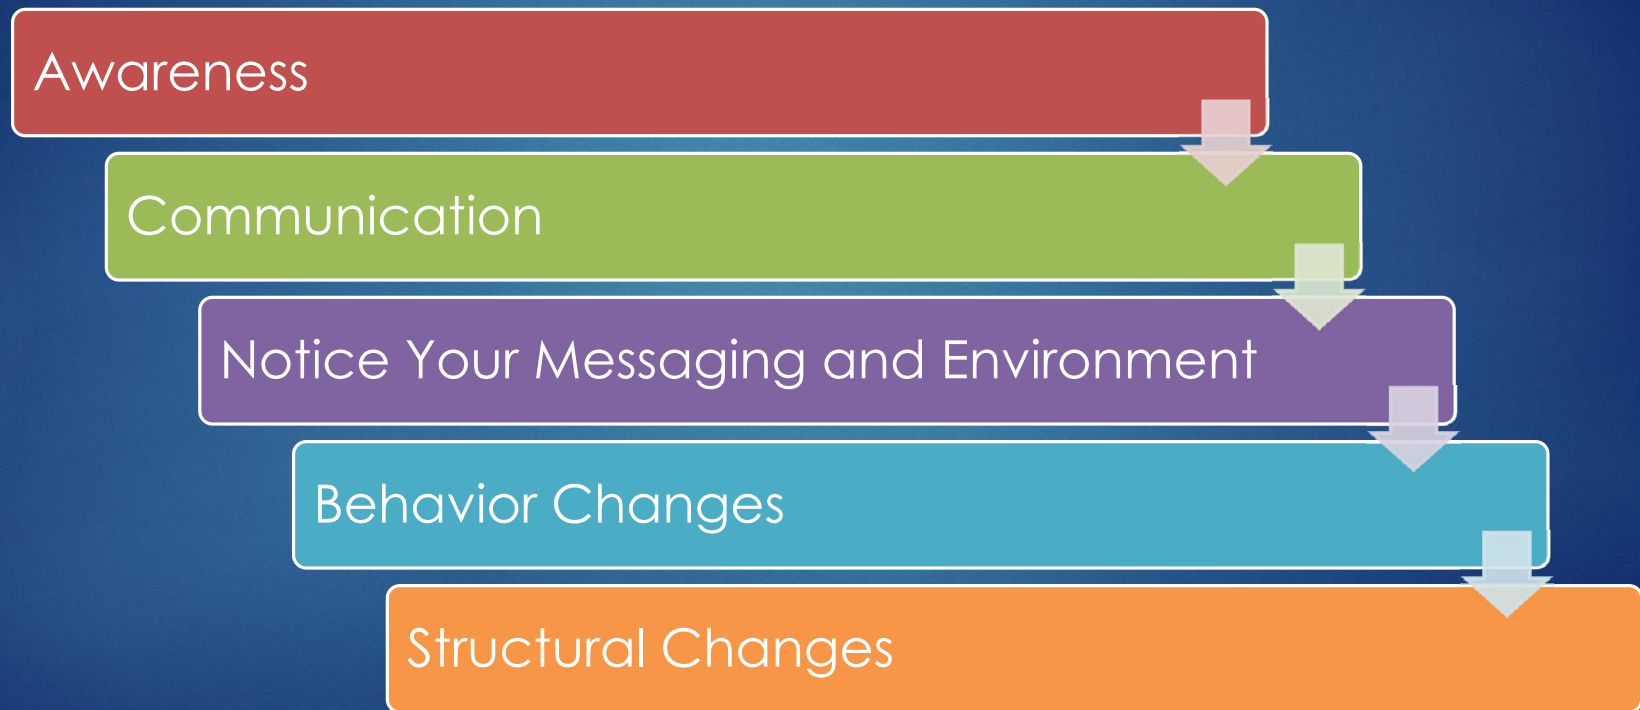 Awareness
Communication
Notice Your Messaging and Environment
Behavior Changes
Structural Changes